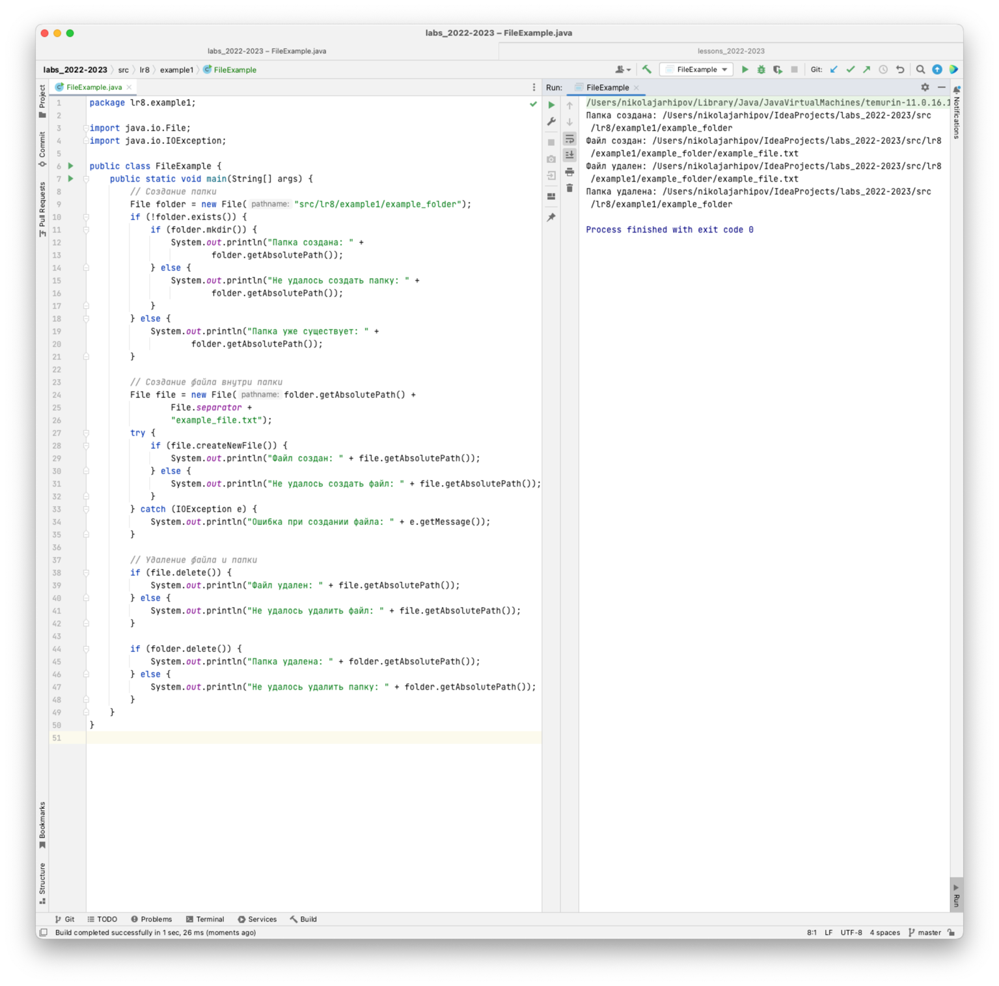 labs_2022-2023 – FileExample.java
labs_2022-2023 – FileExample.java
lessons_2022-2023
labs_2022-2023 src lr8 example1 FileExample
FileExample Git:
FileExample.java
Run: FileExample
Project
Commit
Pull Requests
Bookmarks
Structure
1 package lr8.example1;
2
3 import java.io.File;
4 import java.io.IOException;
5
6 public class FileExample {
7 public static void main(String[] args) {
8 // Создание папки
9 File folder = new File( pathname: "src/lr8/example1/example_folder");
10 if (!folder.exists()) {
11 if (folder.mkdir()) {
12 System.out.println("Папка создана: " +
13 folder.getAbsolutePath());
14 } else {
15 System.out.println("Не удалось создать папку: " +
16 folder.getAbsolutePath());
17 }
18 } else {
19 System.out.println("Папка уже существует: " +
20 folder.getAbsolutePath());
21 }
22
23 // Создание файла внутри папки
24 File file = new File( pathname: folder.getAbsolutePath() +
25 File.separator +
26 "example_file.txt");
27 try {
28 if (file.createNewFile()) {
29 System.out.println("Файл создан: " + file.getAbsolutePath());
30 } else {
31 System.out.println("Не удалось создать файл: " + file.getAbsolutePath());
32 }
33 } catch (IOException e) {
34 System.out.println("Ошибка при создании файла: " + e.getMessage());
35 }
36
37 // Удаление файла и папки
38 if (file.delete()) {
39 System.out.println("Файл удален: " + file.getAbsolutePath());
40 } else {
41 System.out.println("Не удалось удалить файл: " + file.getAbsolutePath());
42 }
43
44 if (folder.delete()) {
45 System.out.println("Папка удалена: " + folder.getAbsolutePath());
46 } else {
47 System.out.println("Не удалось удалить папку: " + folder.getAbsolutePath());
48 }
49 }
50 }
51
/Users/nikolajarhipov/Library/Java/JavaVirtualMachines/temurin-11.0.16.1
Папка создана: /Users/nikolajarhipov/IdeaProjects/labs_2022-2023/src
/lr8/example1/example_folder
Файл создан: /Users/nikolajarhipov/IdeaProjects/labs_2022-2023/src/lr8
/example1/example_folder/example_file.txt
Файл удален: /Users/nikolajarhipov/IdeaProjects/labs_2022-2023/src/lr8
/example1/example_folder/example_file.txt
Папка удалена: /Users/nikolajarhipov/IdeaProjects/labs_2022-2023/src
/lr8/example1/example_folder
Process finished with exit code 0
Notifications
Run
Git TODO Problems Terminal Services Build
Build completed successfully in 1 sec, 26 ms (moments ago)
8:1 LF UTF-8 4 spaces master